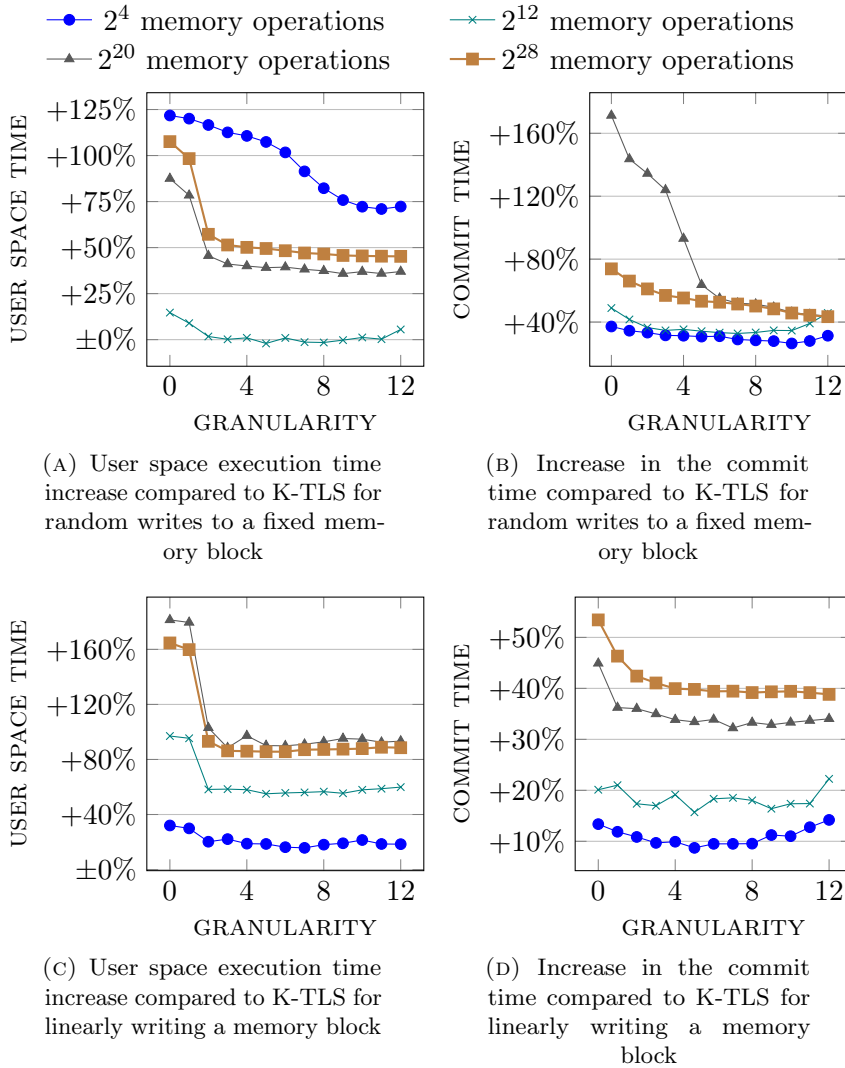 2^4 memory operations
2^12 memory operations
2^20 memory operations
2^28 memory operations
USER SPACE TIME
+125%
+100%
+75%
+50%
+25%
±0%
0 4 8 12
GRANULARITY
COMMIT TIME
+160%
+120%
+80%
+40%
0 4 8 12
GRANULARITY
(A) User space execution time
increase compared to K-TLS for
random writes to a fixed mem-
ory block
(B) Increase in the commit
time compared to K-TLS for
random writes to a fixed mem-
ory block
USER SPACE TIME
+160%
+120%
+80%
+40%
±0%
0 4 8 12
GRANULARITY
COMMIT TIME
+50%
+40%
+30%
+20%
+10%
0 4 8 12
GRANULARITY
(C) User space execution time
increase compared to K-TLS for
linearly writing a memory block
(D) Increase in the commit
time compared to K-TLS for
linearly writing a memory
block